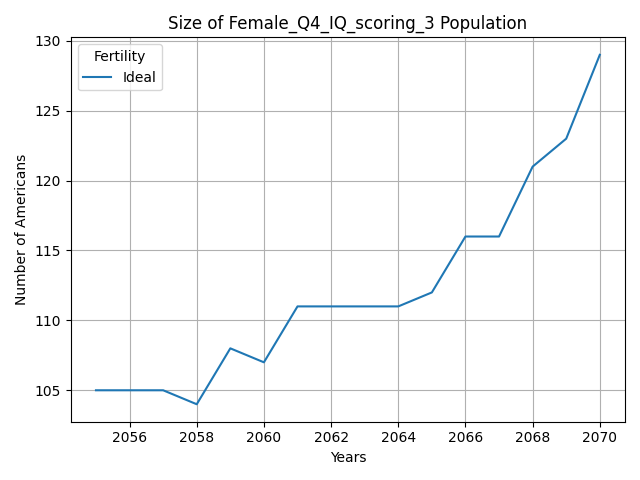 Size of Female_Q4_IQ_scoring_3 Population
Number of Americans
130
125
120
115
110
105
Fertility
Ideal
2056 2058 2060 2062 2064 2066 2068 2070
Years